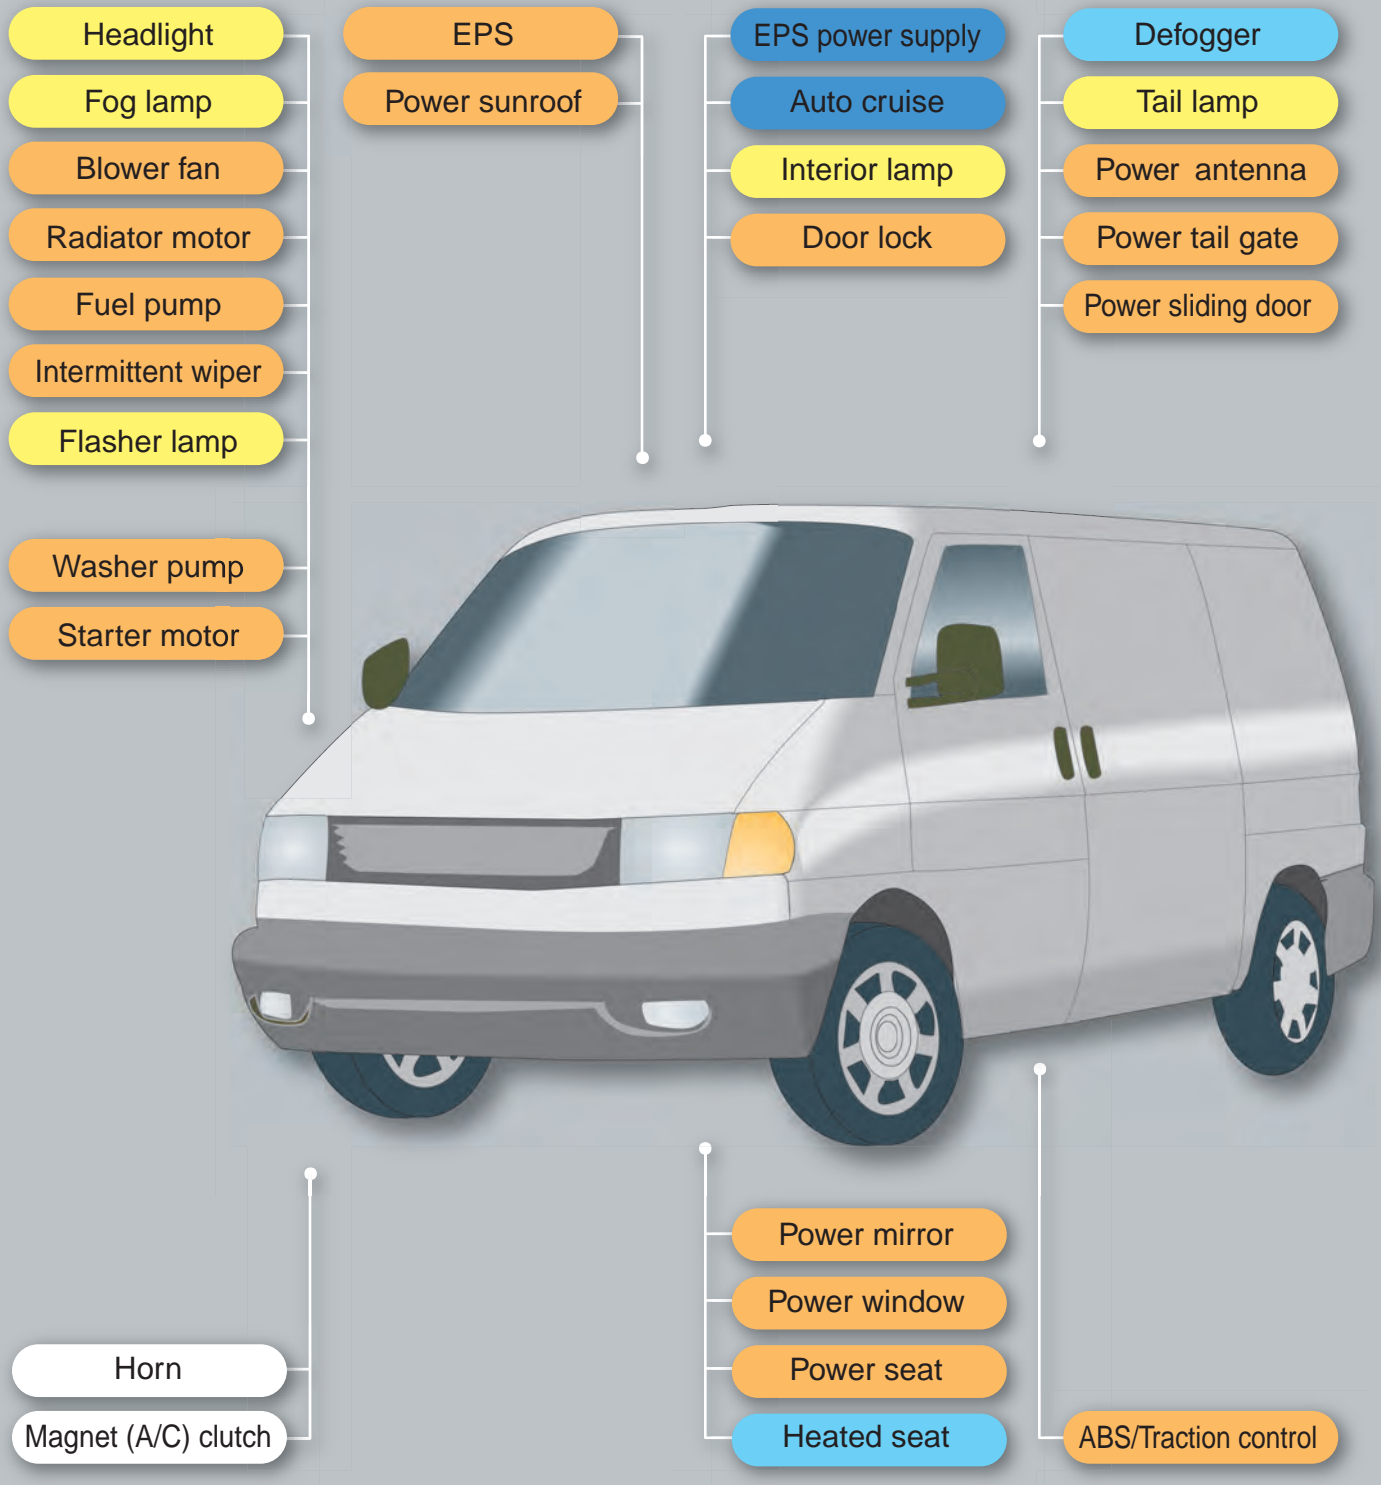 Headlight
Fog lamp
Blower fan
Radiator motor
Fuel pump
Intermittent wiper
Flasher lamp
Washer pump
Starter motor
EPS
Power sunroof
EPS power supply
Auto cruise
Interior lamp
Door lock
Defogger
Tail lamp
Power antenna
Power tail gate
Power sliding door
Horn
Magnet (A/C) clutch
Power mirror
Power window
Power seat
Heated seat
ABS/Traction control